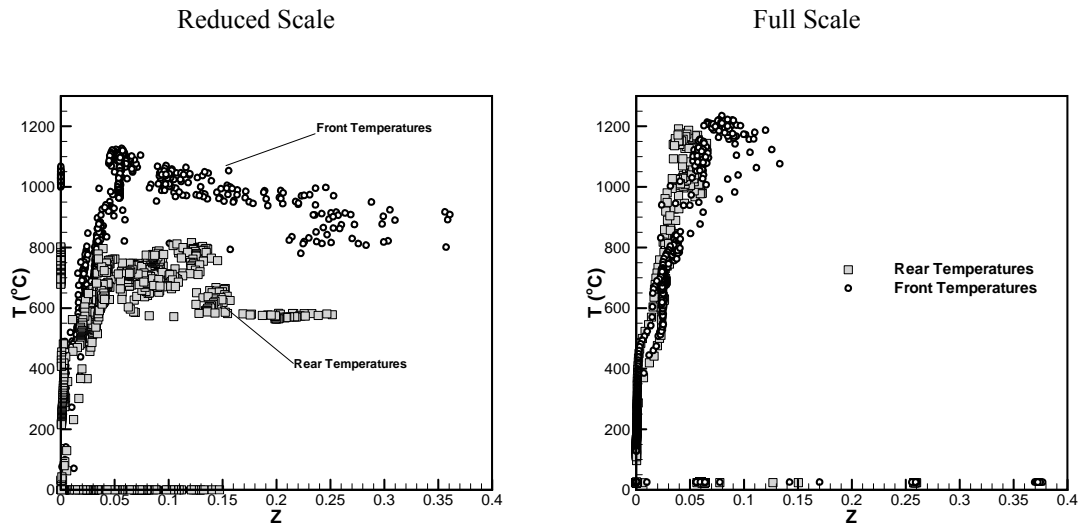 Reduced Scale
Full Scale
1200
1000
800
600
400
200
0
T (°C)
0 0.05 0.1 0.15 0.2 0.25 0.3 0.35 0.4
Z
Front Temperatures
Rear Temperatures
1200
1000
800
600
400
200
0
T (°C)
0 0.05 0.1 0.15 0.2 0.25 0.3 0.35 0.4
Z
Rear Temperatures
Front Temperatures